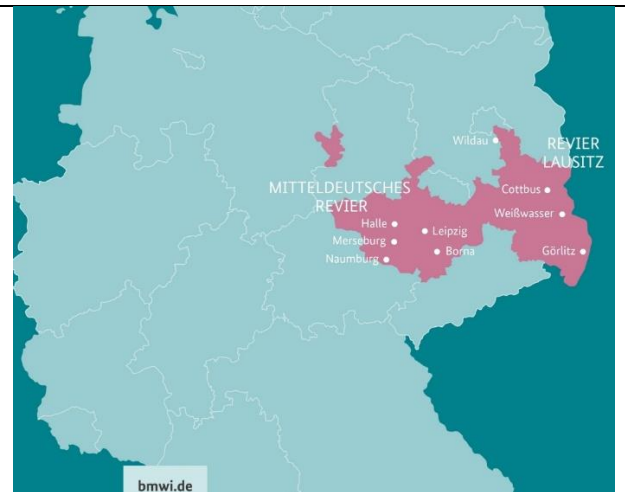 Wildau
REVIER
LAUSITZ
MITTELDEUTSCHES
REVIER
Cottbus
Weißwasser
Halle
Leipzig
Merseburg
Borna
Görlitz
Naumburg
bmwi.de